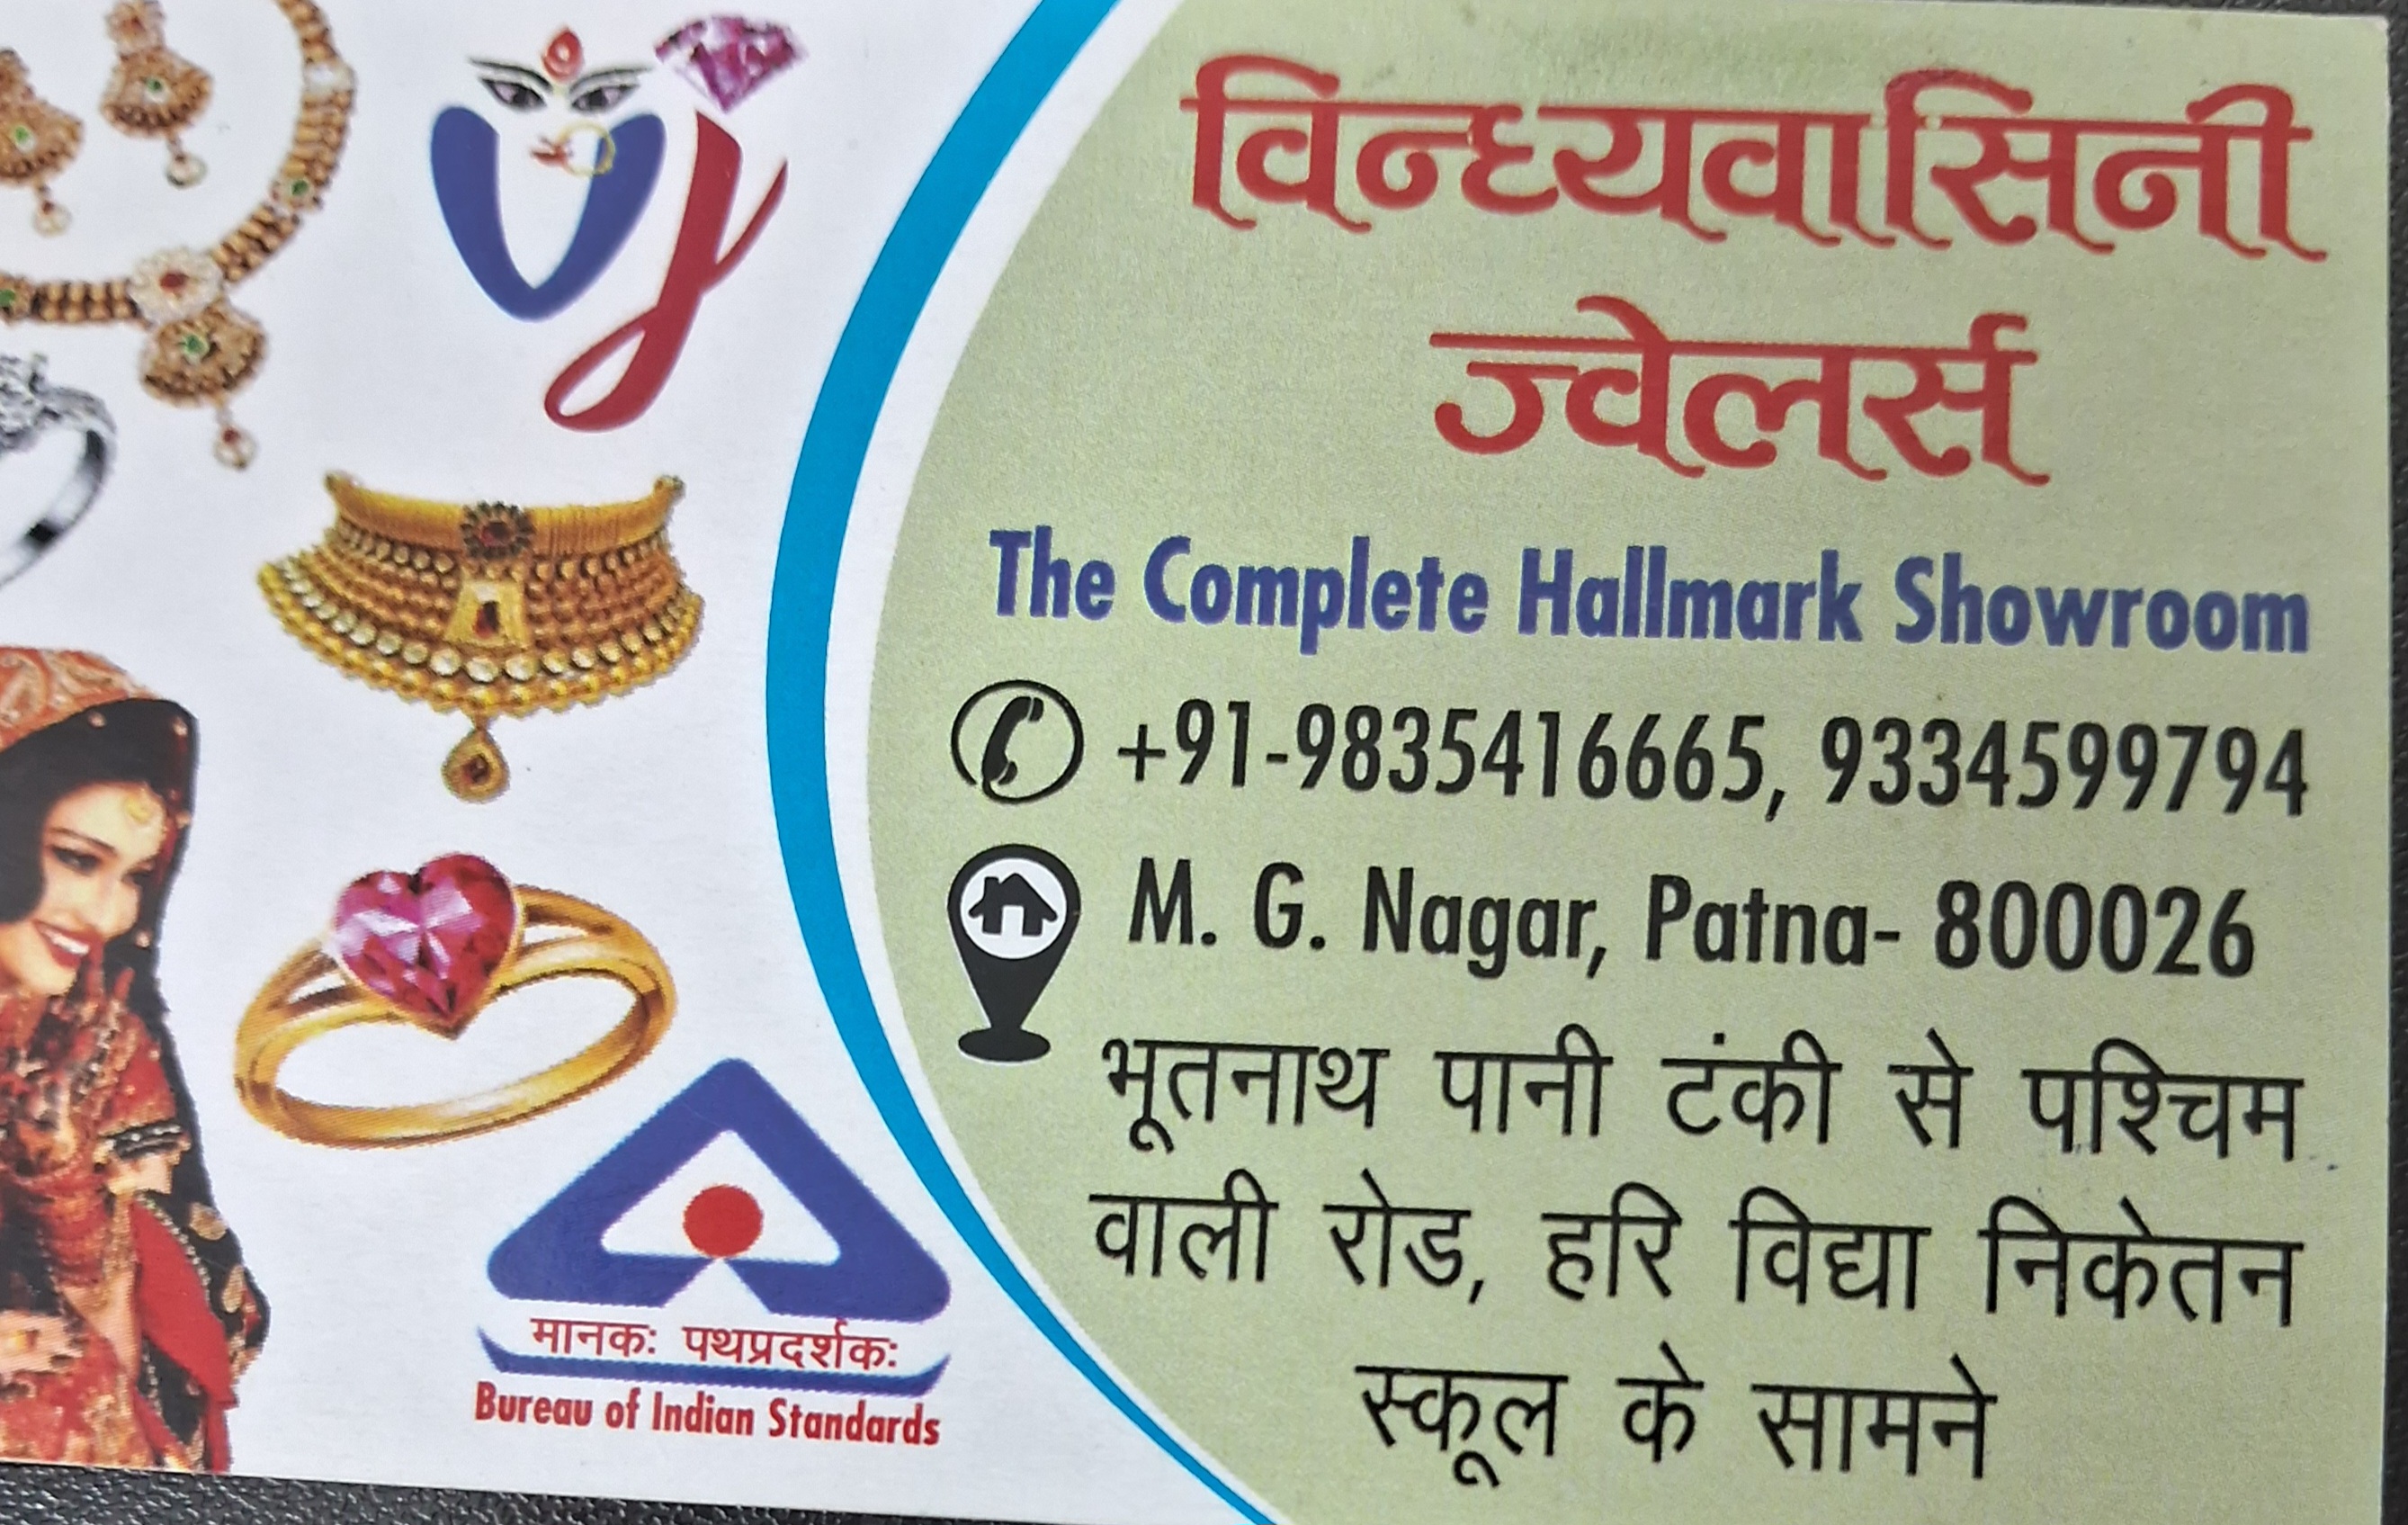 VJ
विन्ध्यवासिनी
ज्वेलर्स
The Complete Hallmark Showroom
+91-9835416665, 9334599794
M. G. Nagar, Patna- 800026
भूतनाथ पानी टंकी से पश्चिम
वाली रोड, हरि विद्या निकेतन
स्कूल के सामने
मानकः पथप्रदर्शकः
Bureau of Indian Standards